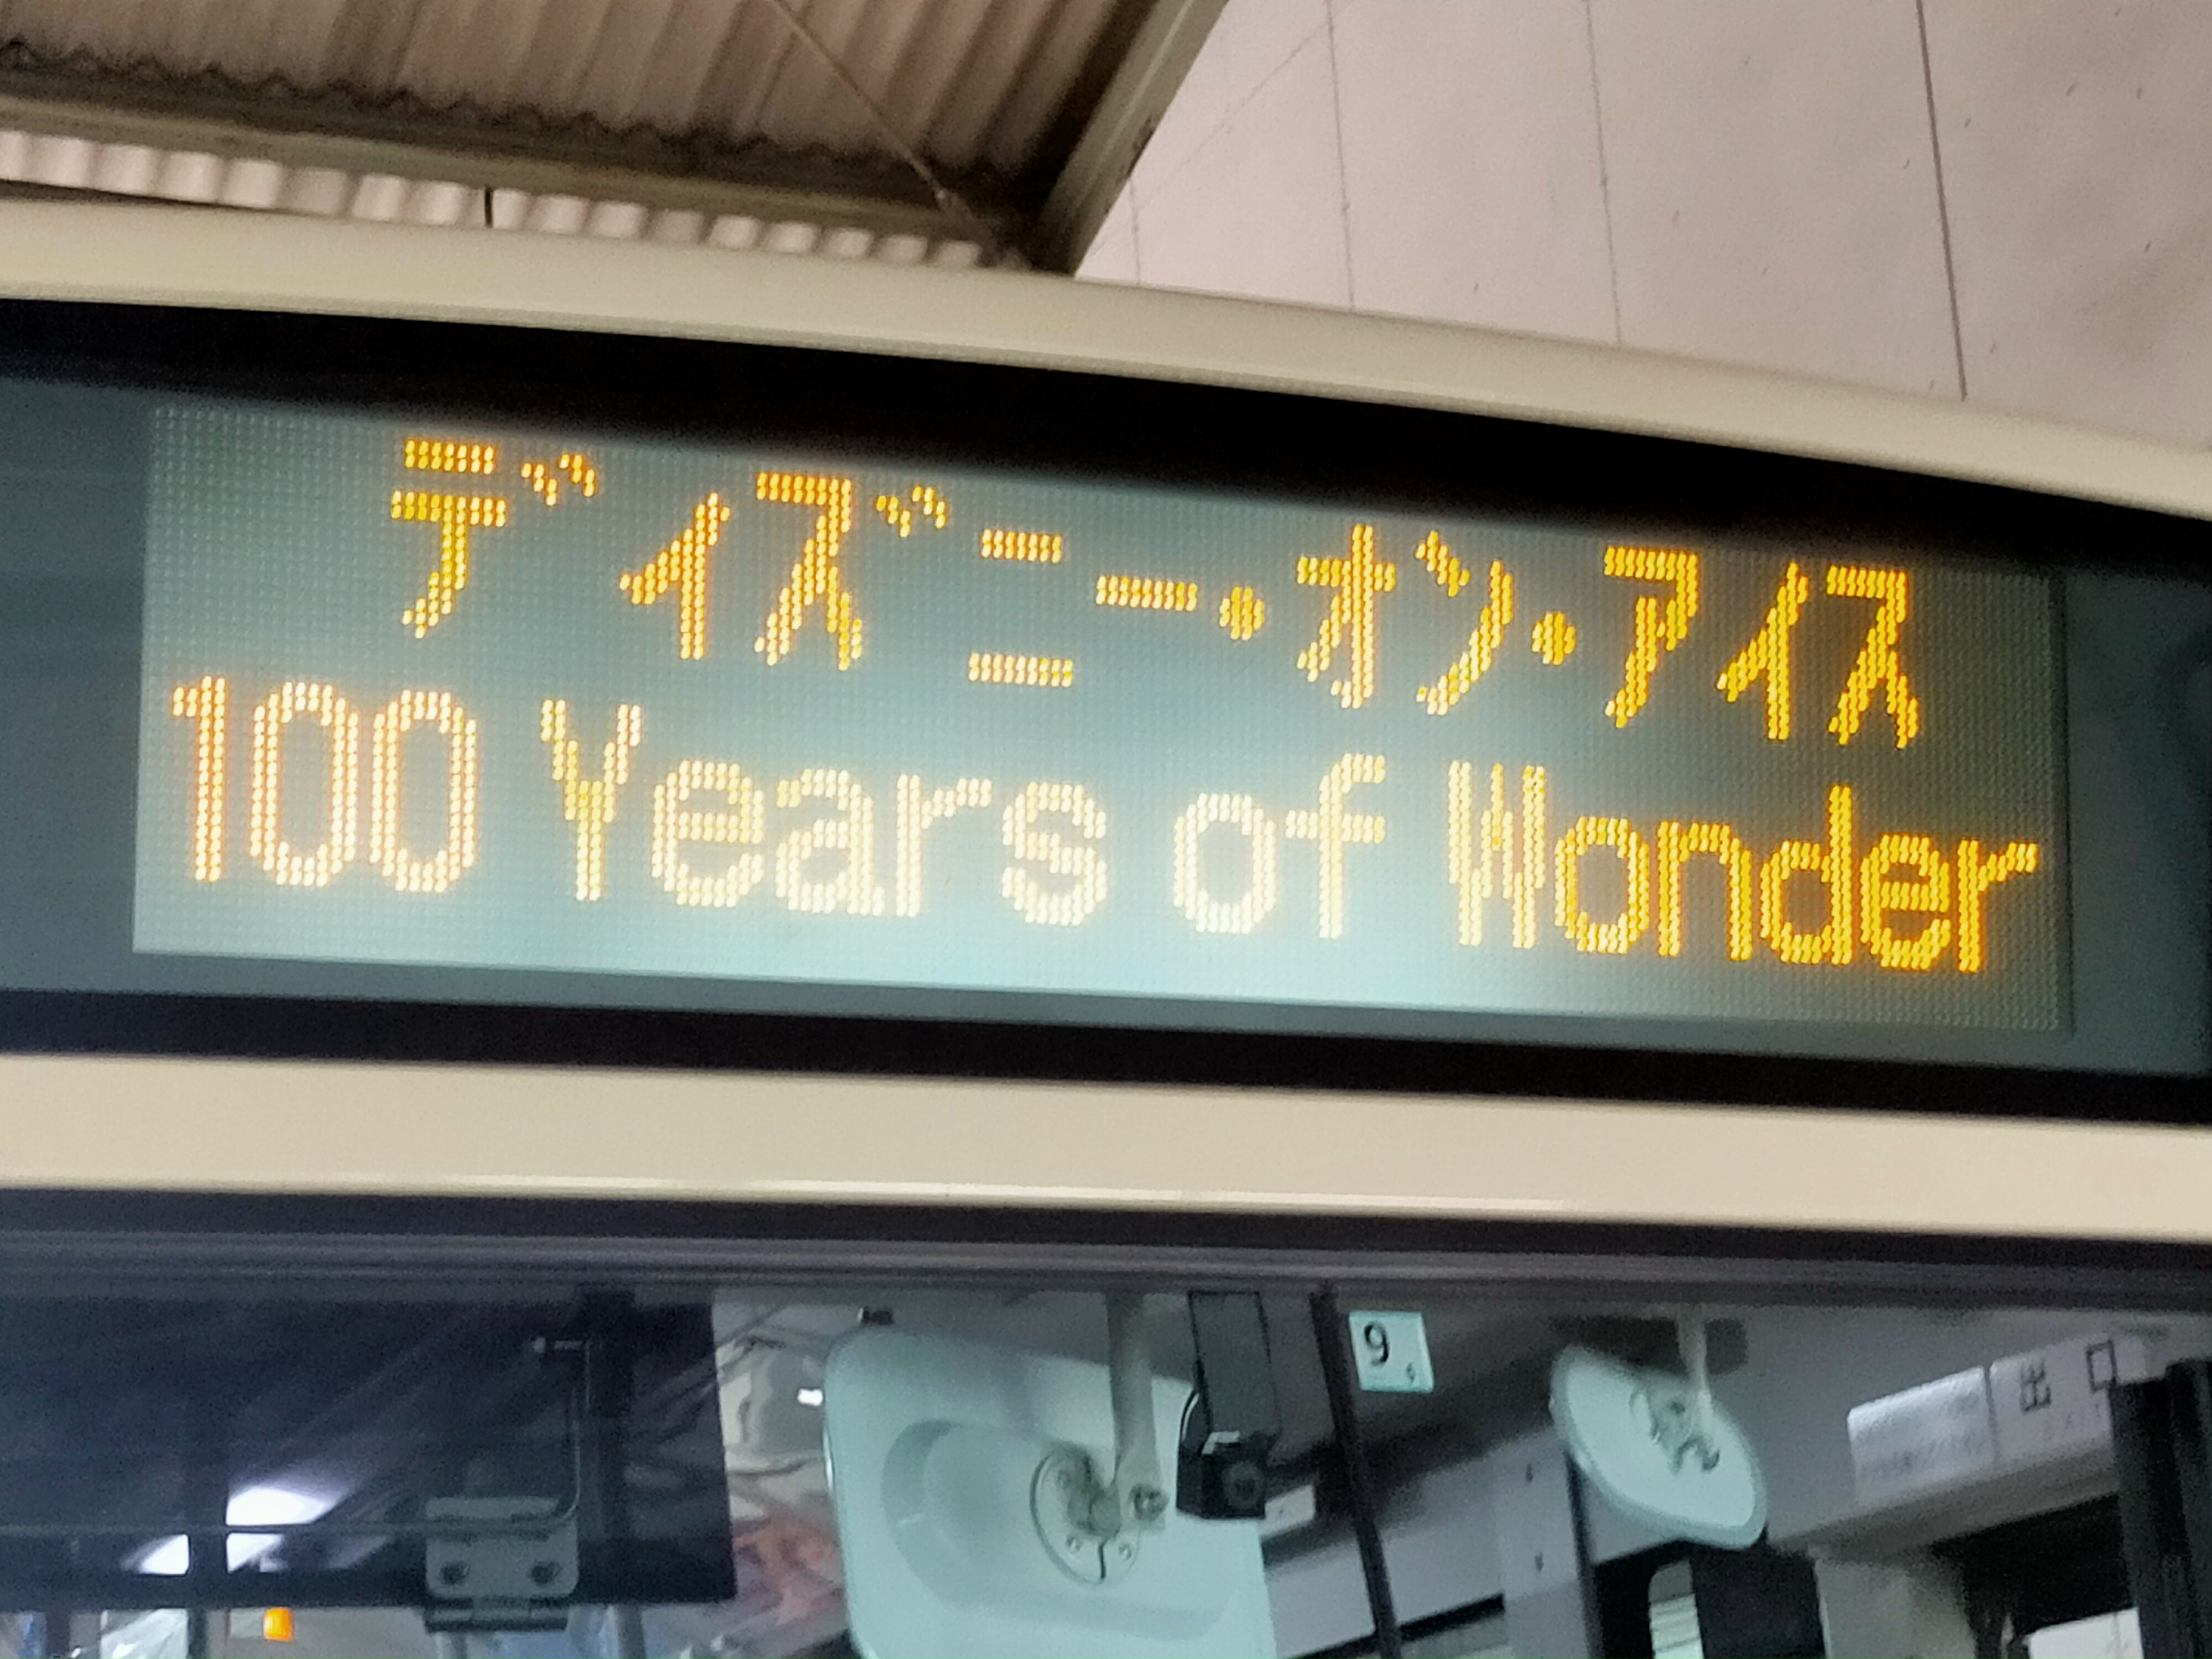 ﾃﾞｨｽﾞﾆｰ･ｵﾝ･ｱｲｽ
100 Years of Wonder
9
出口